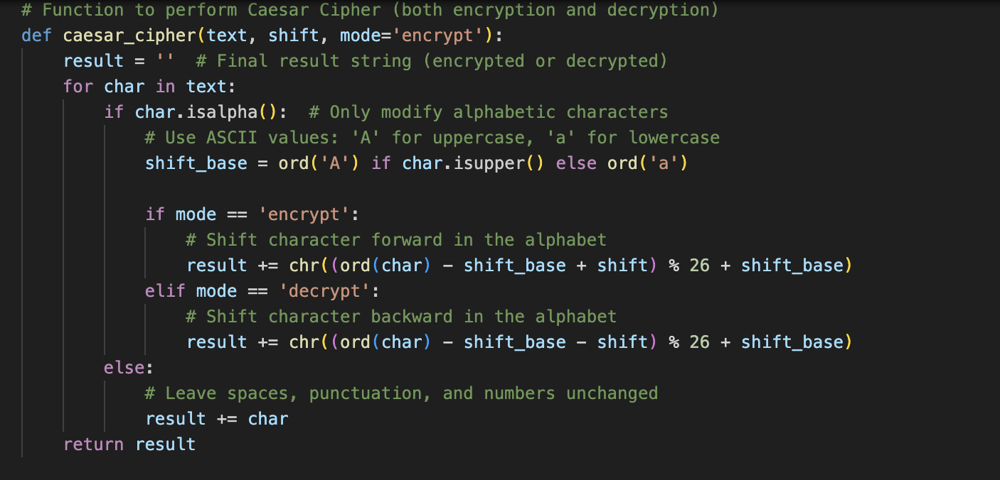 # Function to perform Caesar Cipher (both encryption and decryption)
def caesar_cipher(text, shift, mode='encrypt'):
    result = ''  # Final result string (encrypted or decrypted)
    for char in text:
        if char.isalpha():  # Only modify alphabetic characters
            # Use ASCII values: 'A' for uppercase, 'a' for lowercase
            shift_base = ord('A') if char.isupper() else ord('a')

            if mode == 'encrypt':
                # Shift character forward in the alphabet
                result += chr((ord(char) - shift_base + shift) % 26 + shift_base)
            elif mode == 'decrypt':
                # Shift character backward in the alphabet
                result += chr((ord(char) - shift_base - shift) % 26 + shift_base)
        else:
            # Leave spaces, punctuation, and numbers unchanged
            result += char
    return result